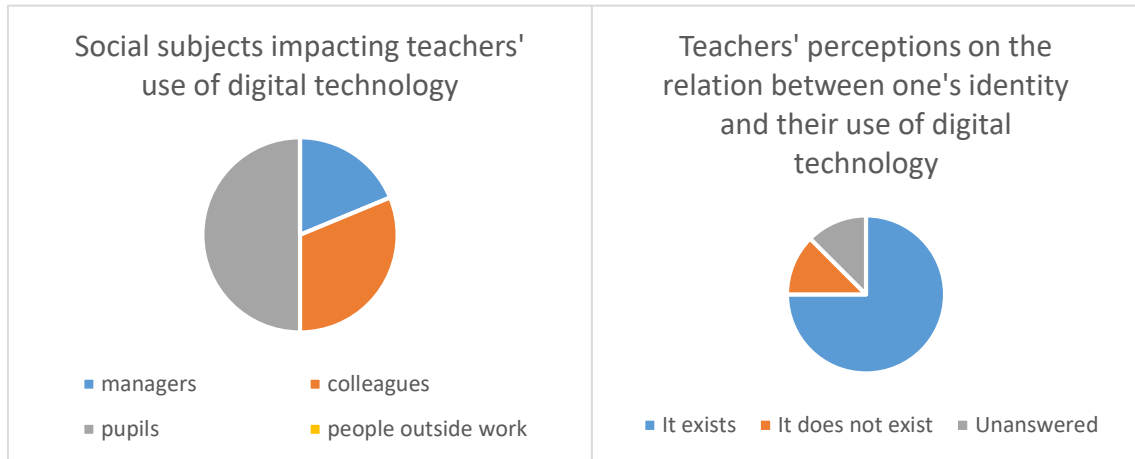 Social subjects impacting teachers'
use of digital technology
managers
colleagues
pupils
people outside work
Teachers' perceptions on the
relation between one's identity
and their use of digital
technology
It exists
It does not exist
Unanswered